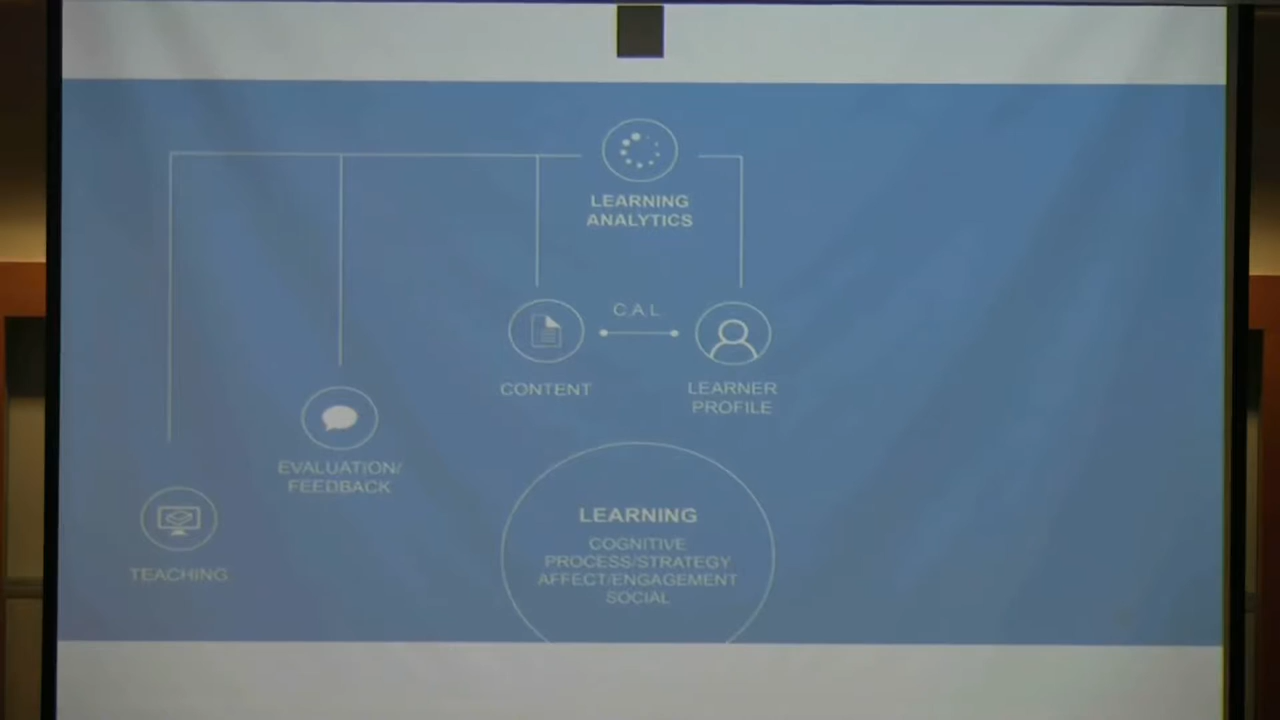 LEARNING
ANALYTICS
C.A.L
CONTENT
LEARNER
PROFILE
EVALUATION/
FEEDBACK
TEACHING
LEARNING
COGNITIVE
PROCESS/STRATEGY
AFFECT/ENGAGEMENT
SOCIAL